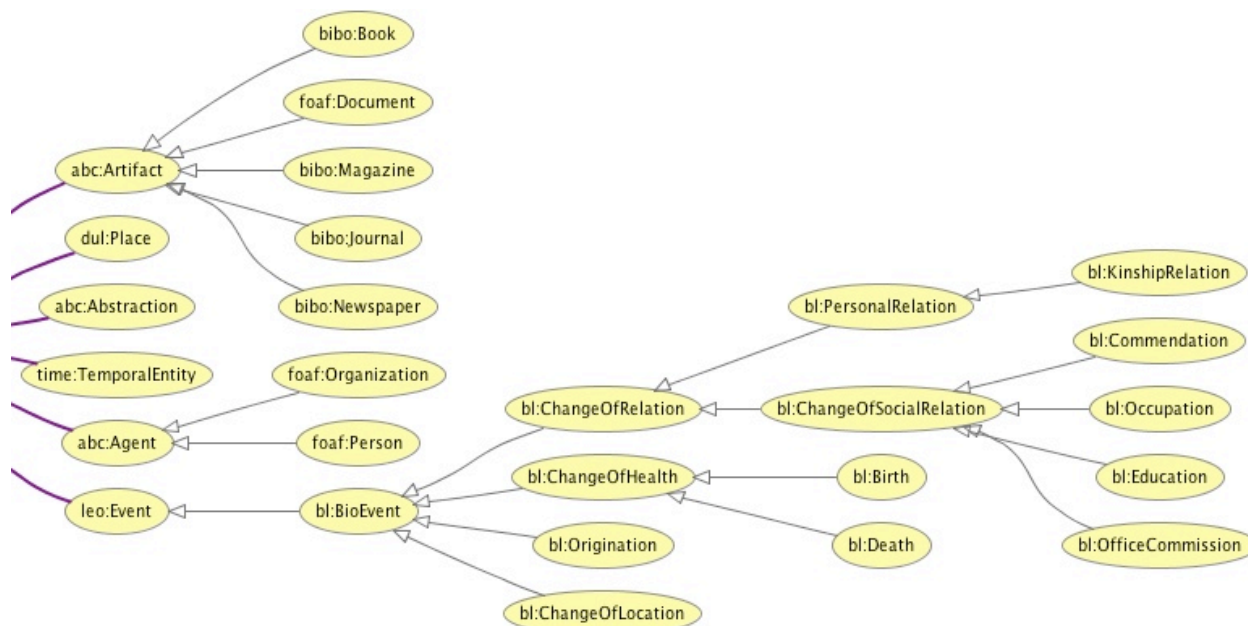 bibo:Book
foaf:Document
abc:Artifact
bibo:Magazine
dul:Place
bibo:Journal
bl:KinshipRelation
abc:Abstraction
bibo:Newspaper
bl:PersonalRelation
bl:Commendation
time:TemporalEntity
foaf:Organization
bl:ChangeOfRelation
bl:ChangeOfSocialRelation
bl:Occupation
abc:Agent
foaf:Person
bl:ChangeOfHealth
bl:Birth
bl:Education
leo:Event
bl:BioEvent
bl:Origination
bl:Death
bl:OfficeCommission
bl:ChangeOfLocation